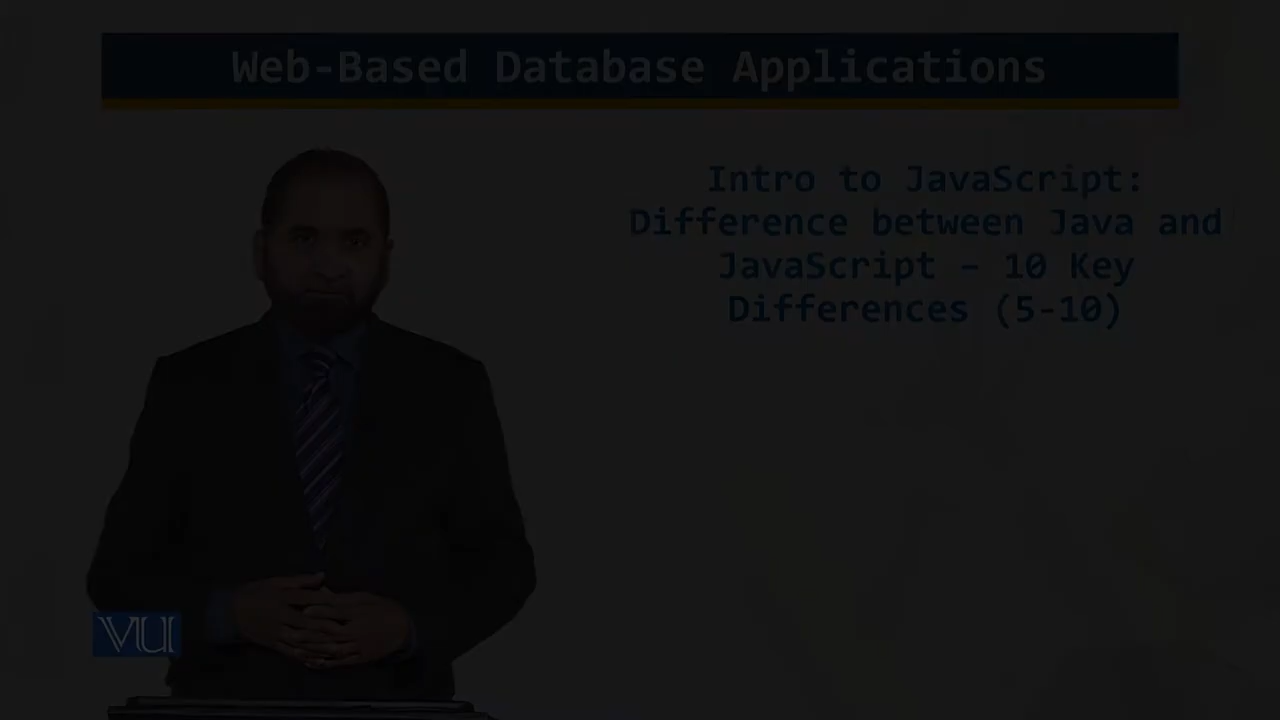 Web-Based Database Applications
Intro to JavaScript:
Difference between Java and
JavaScript – 10 Key
Differences (5-10)
VU